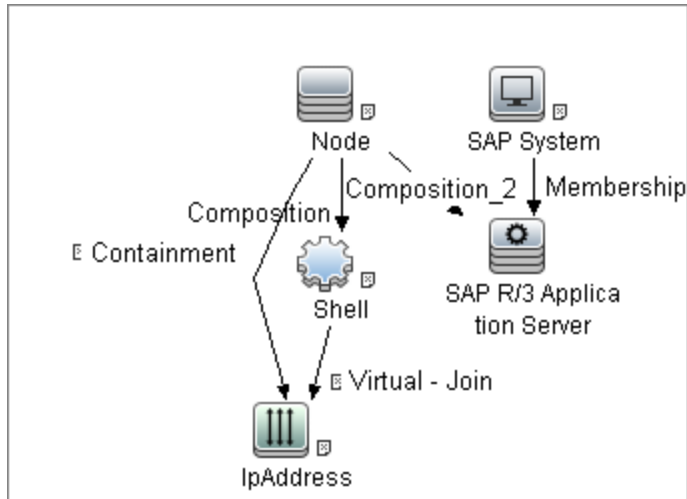 Node
SAP System
Composition_2
Membership
Composition
Containment
Shell
SAP R/3 Applica
tion Server
Virtual - Join
IpAddress